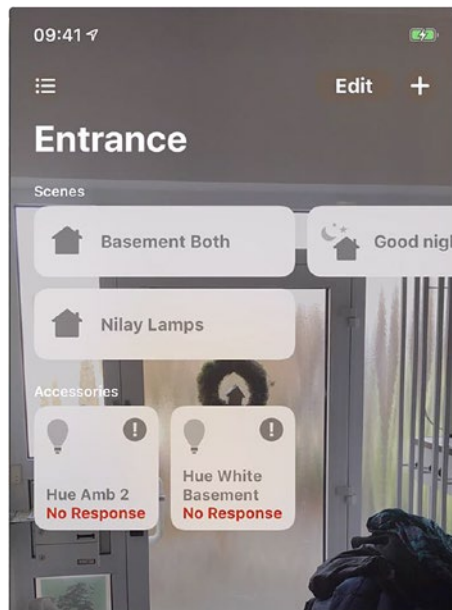 09:41
Edit +
Entrance
Scenes
Basement Both
Good nigh
Nilay Lamps
Accessories
Hue Amb 2
No Response
Hue White
Basement
No Response